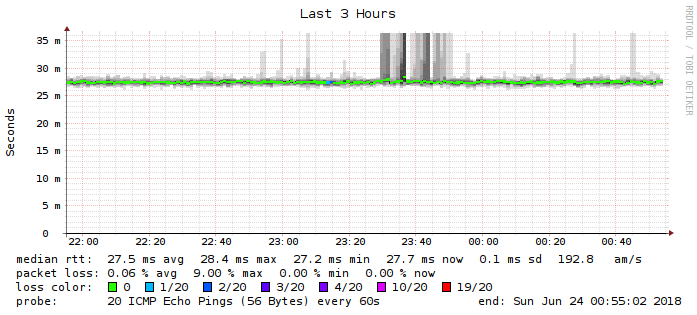 Last 3 Hours
RRDTOOL / TOBI OETIKER
Seconds
35 m
30 m
25 m
20 m
15 m
10 m
5 m
0
22:00 22:20 22:40 23:00 23:20 23:40 00:00 00:20 00:40
median rtt: 27.5 ms avg 28.4 ms max 27.2 ms min 27.7 ms now 0.1 ms sd 192.8 am/s
packet loss: 0.06 % avg 9.00 % max 0.00 % min 0.00 % now
loss color: 0 1/20 2/20 3/20 4/20 10/20 19/20
probe: 20 ICMP Echo Pings (56 Bytes) every 60s end: Sun Jun 24 00:55:02 2018